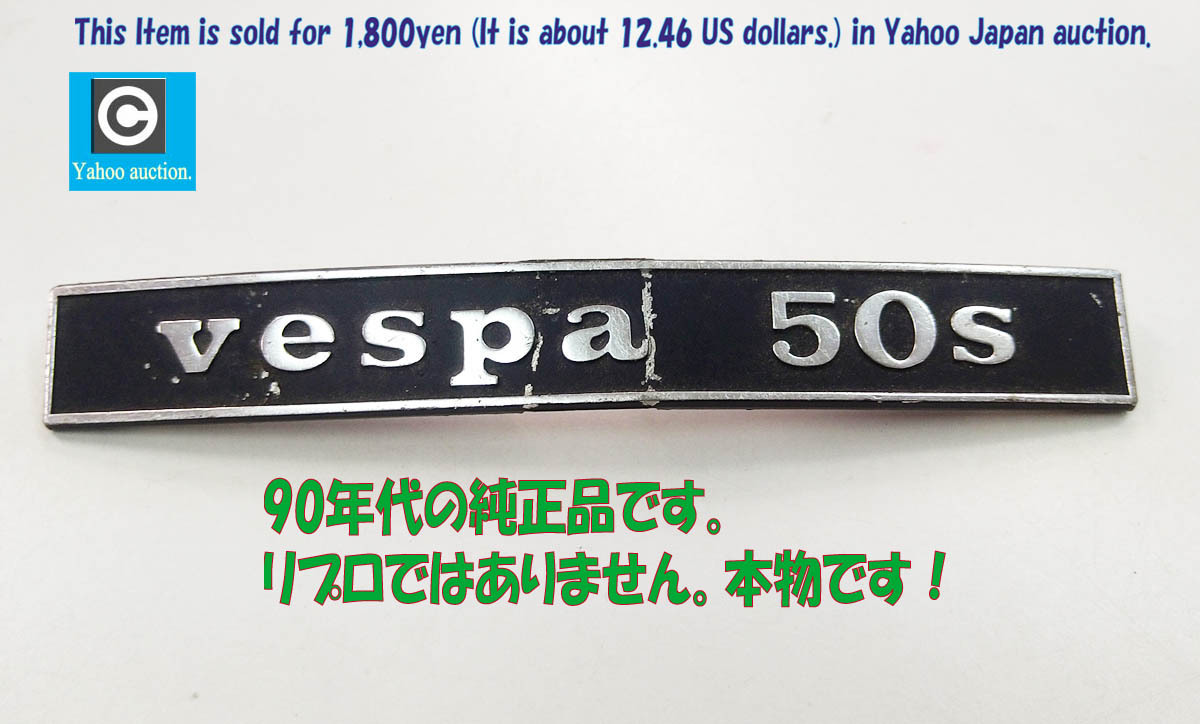 This Item is sold for 1,800yen (It is about 12.46 US dollars.) in Yahoo Japan auction.
C
Yahoo auction.
vespa 50s
90年代の純正品です。
リプロではありません。本物です！